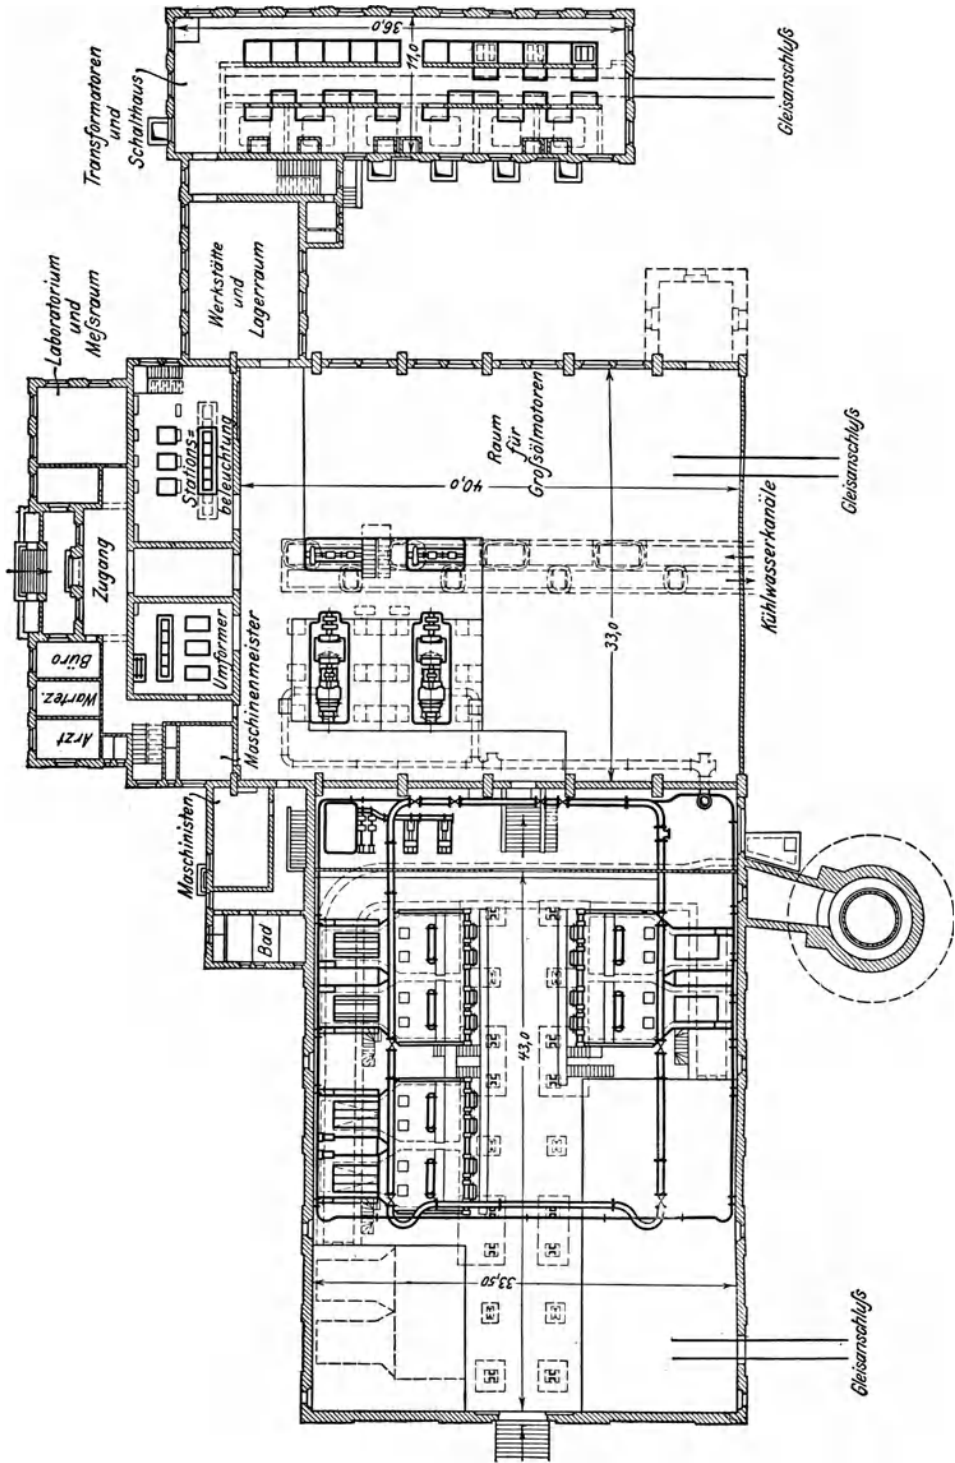 Transformatoren
und
Schalthaus
36,0
11,0
Gleisanschluß
Laboratorium
und
Meßraum
Werkstätte
und
Lagerraum
Stations=
beleuchtung
Zugang
Büro
Wartez.
Arzt
Umformer
Maschinenmeister
Raum
für
Großölmotoren
40,0
33,0
Gleisanschluß
Kühlwasserkanäle
Maschinisten
Bad
43,0
33,50
Gleisanschluß